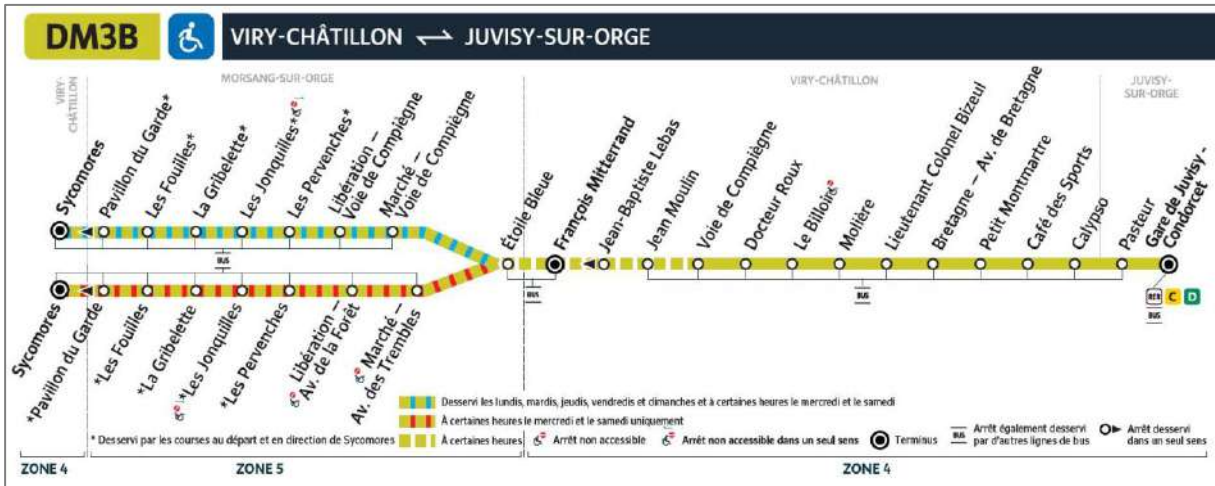 DM3B
VIRY-CHÂTILLON ⇌ JUVISY-SUR-ORGE
VIRY-
CHÂTILLON
MORSANG-SUR-ORGE
VIRY-CHÂTILLON
JUVISY-
SUR-ORGE
Sycomores
Pavillon du Garde*
Les Fouilles*
La Gribelette*
Les Jonquilles*
Les Pervenches*
Libération –
Voie de Compiègne
Marché –
Voie de Compiègne
Étoile Bleue
François Mitterrand
Jean-Baptiste Lebas
Jean Moulin
Voie de Compiègne
Docteur Roux
Le Billoir
Molière
Lieutenant Colonel Bizeul
Bretagne – Av. de Bretagne
Petit Montmartre
Café des Sports
Calypso
Pasteur
Gare de Juvisy -
Condorcet
BUS
BUS
BUS
RER C D
BUS
Sycomores
*Pavillon du Garde
*Les Fouilles
*La Gribelette
*Les Jonquilles
*Les Pervenches
Libération –
Av. de la Forêt
Marché –
Av. des Trembles
Desservi les lundis, mardis, jeudis, vendredis et dimanches et à certaines heures le mercredi et le samedi
À certaines heures le mercredi et le samedi uniquement
* Desservi par les courses au départ et en direction de Sycomores
À certaines heures
Arrêt non accessible
Arrêt non accessible dans un seul sens
Terminus
BUS
Arrêt également desservi
par d'autres lignes de bus
Arrêt desservi
dans un seul sens
ZONE 4
ZONE 5
ZONE 4